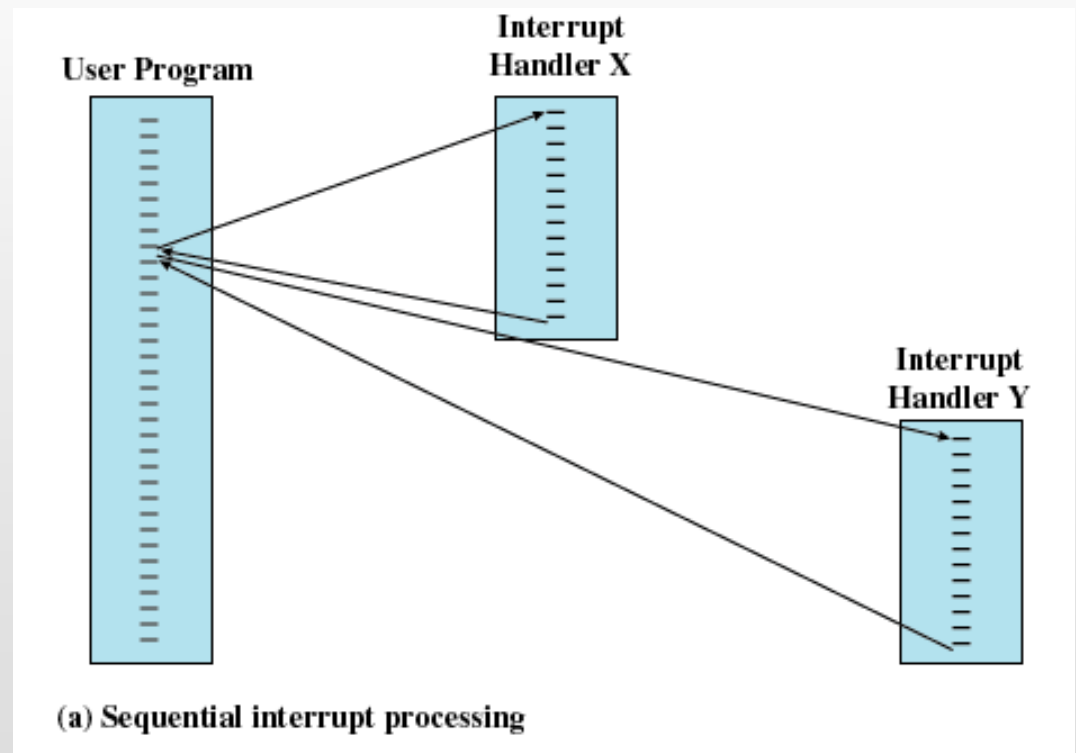 User Program
Interrupt
Handler X
Interrupt
Handler Y
(a) Sequential interrupt processing